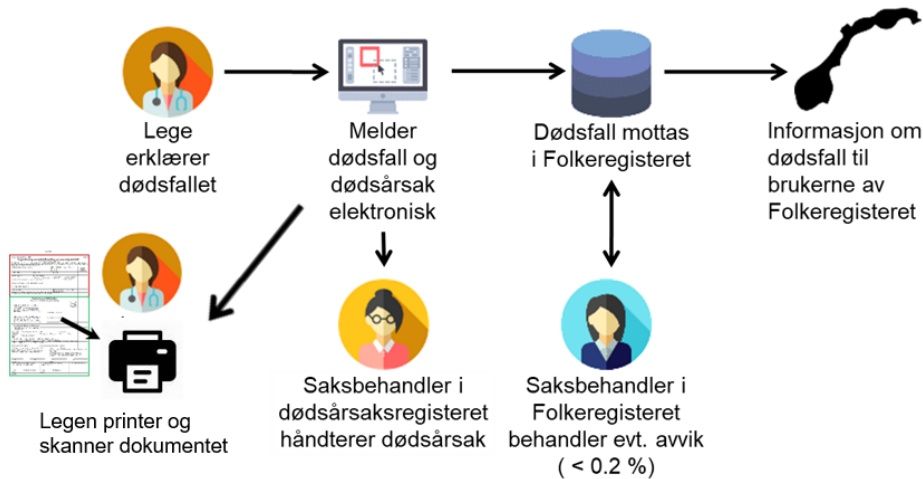 Lege
erklærer
dødsfallet
Melder
dødsfall og
dødsårsak
elektronisk
Dødsfall mottas
i Folkeregisteret
Informasjon om
dødsfall til
brukerne av
Folkeregisteret
Legen printer og
skanner dokumentet
Saksbehandler i
dødsårsaksregisteret
håndterer dødsårsak
Saksbehandler i
Folkeregisteret
behandler evt. avvik
( < 0.2 %)